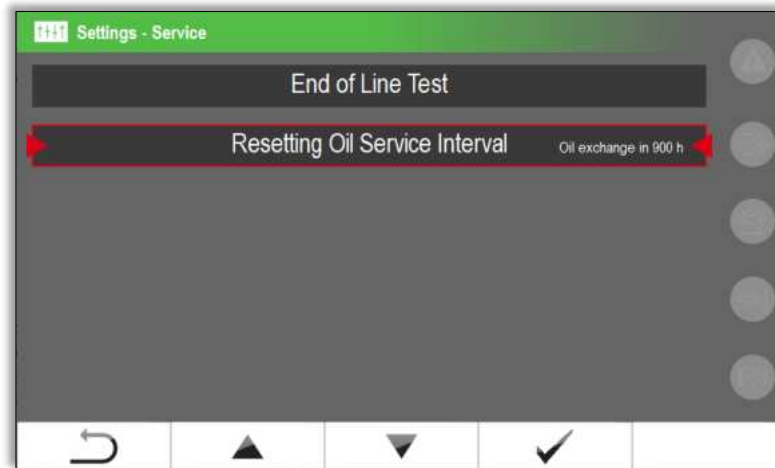 Settings - Service
End of Line Test
Resetting Oil Service Interval Oil exchange in 900 h